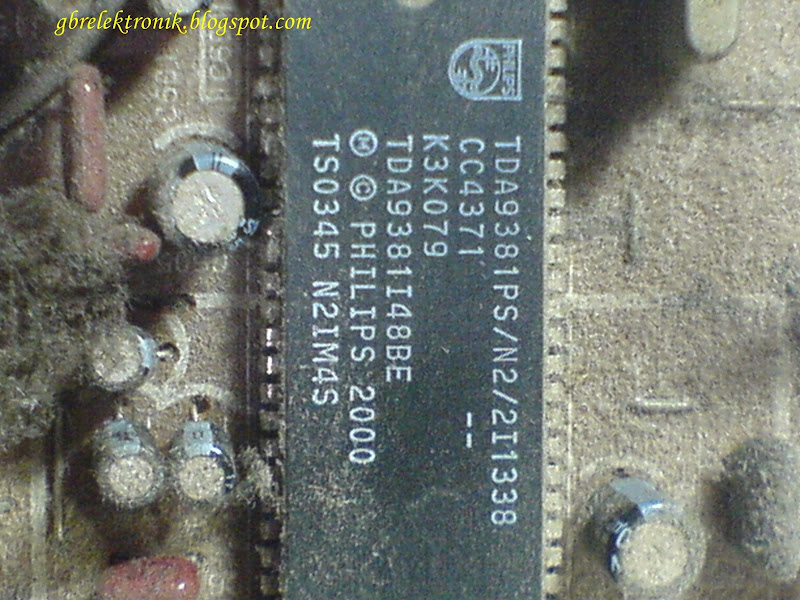 gbrelektronik.blogspot.com
PHILIPS
TDA9381PS/N2/2I1338
CC4371 --
K3K079
TDA9381I48BE
Ⓜ © PHILIPS 2000
TS0345 N2IM4S